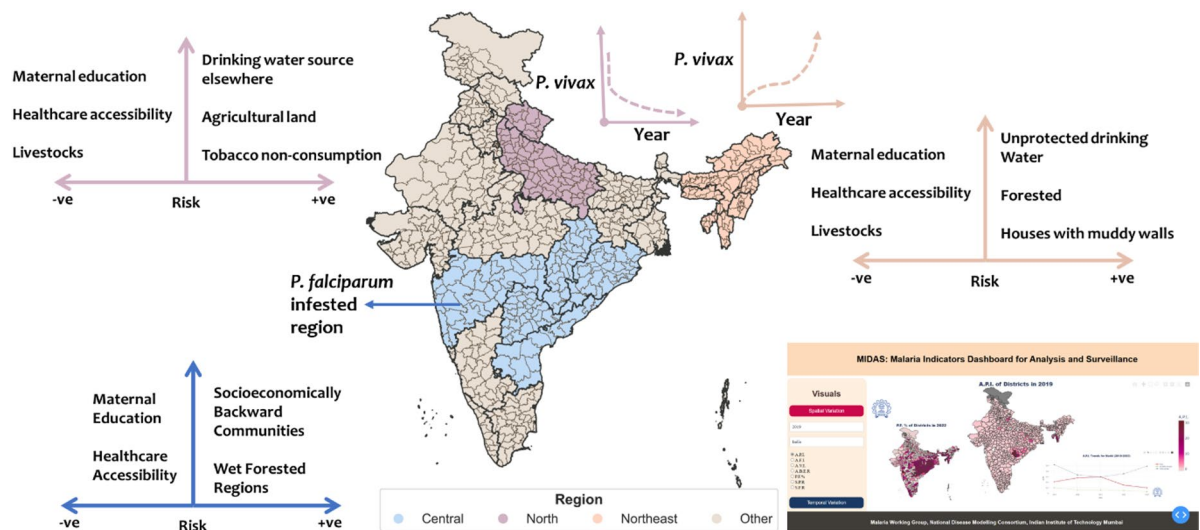 Maternal education
Healthcare accessibility
Livestocks
Drinking water source
elsewhere
Agricultural land
Tobacco non-consumption
-ve
Risk
+ve
P. vivax
Year
P. vivax
Year
Maternal education
Healthcare accessibility
Livestocks
Unprotected drinking
Water
Forested
Houses with muddy walls
-ve
Risk
+ve
P. falciparum
infested
region
Maternal
Education
Healthcare
Accessibility
Socioeconomically
Backward
Communities
Wet Forested
Regions
-ve
Risk
+ve
Region
Central
North
Northeast
Other
MIDAS: Malaria Indicators Dashboard for Analysis and Surveillance
Visuals
Spatial Variation
India
Temporal Variation
A.P.I. of Districts in 2019
Malaria Working Group, National Disease Modelling Consortium, Indian Institute of Technology Mumbai